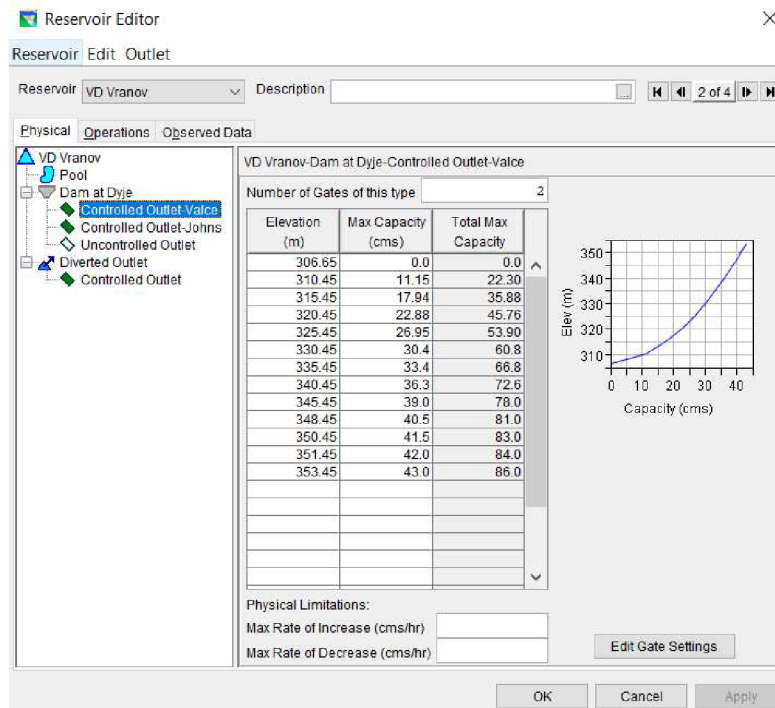 Reservoir Editor
Reservoir Edit Outlet
Reservoir VD Vranov Description ... 2 of 4
Physical Operations Observed Data
VD Vranov
Pool
Dam at Dyje
Controlled Outlet-Valce
Controlled Outlet-Johns
Uncontrolled Outlet
Diverted Outlet
Controlled Outlet
VD Vranov-Dam at Dyje-Controlled Outlet-Valce
Number of Gates of this type 2
Elevation Max Capacity Total Max
(m) (cms) Capacity
306.65 0.0 0.0
310.45 11.15 22.30
315.45 17.94 35.88
320.45 22.88 45.76
325.45 26.95 53.90
330.45 30.4 60.8
335.45 33.4 66.8
340.45 36.3 72.6
345.45 39.0 78.0
348.45 40.5 81.0
350.45 41.5 83.0
351.45 42.0 84.0
353.45 43.0 86.0
350
340
330
320
310
Elev (m)
0 10 20 30 40
Capacity (cms)
Physical Limitations:
Max Rate of Increase (cms/hr)
Max Rate of Decrease (cms/hr)
Edit Gate Settings
OK Cancel Apply